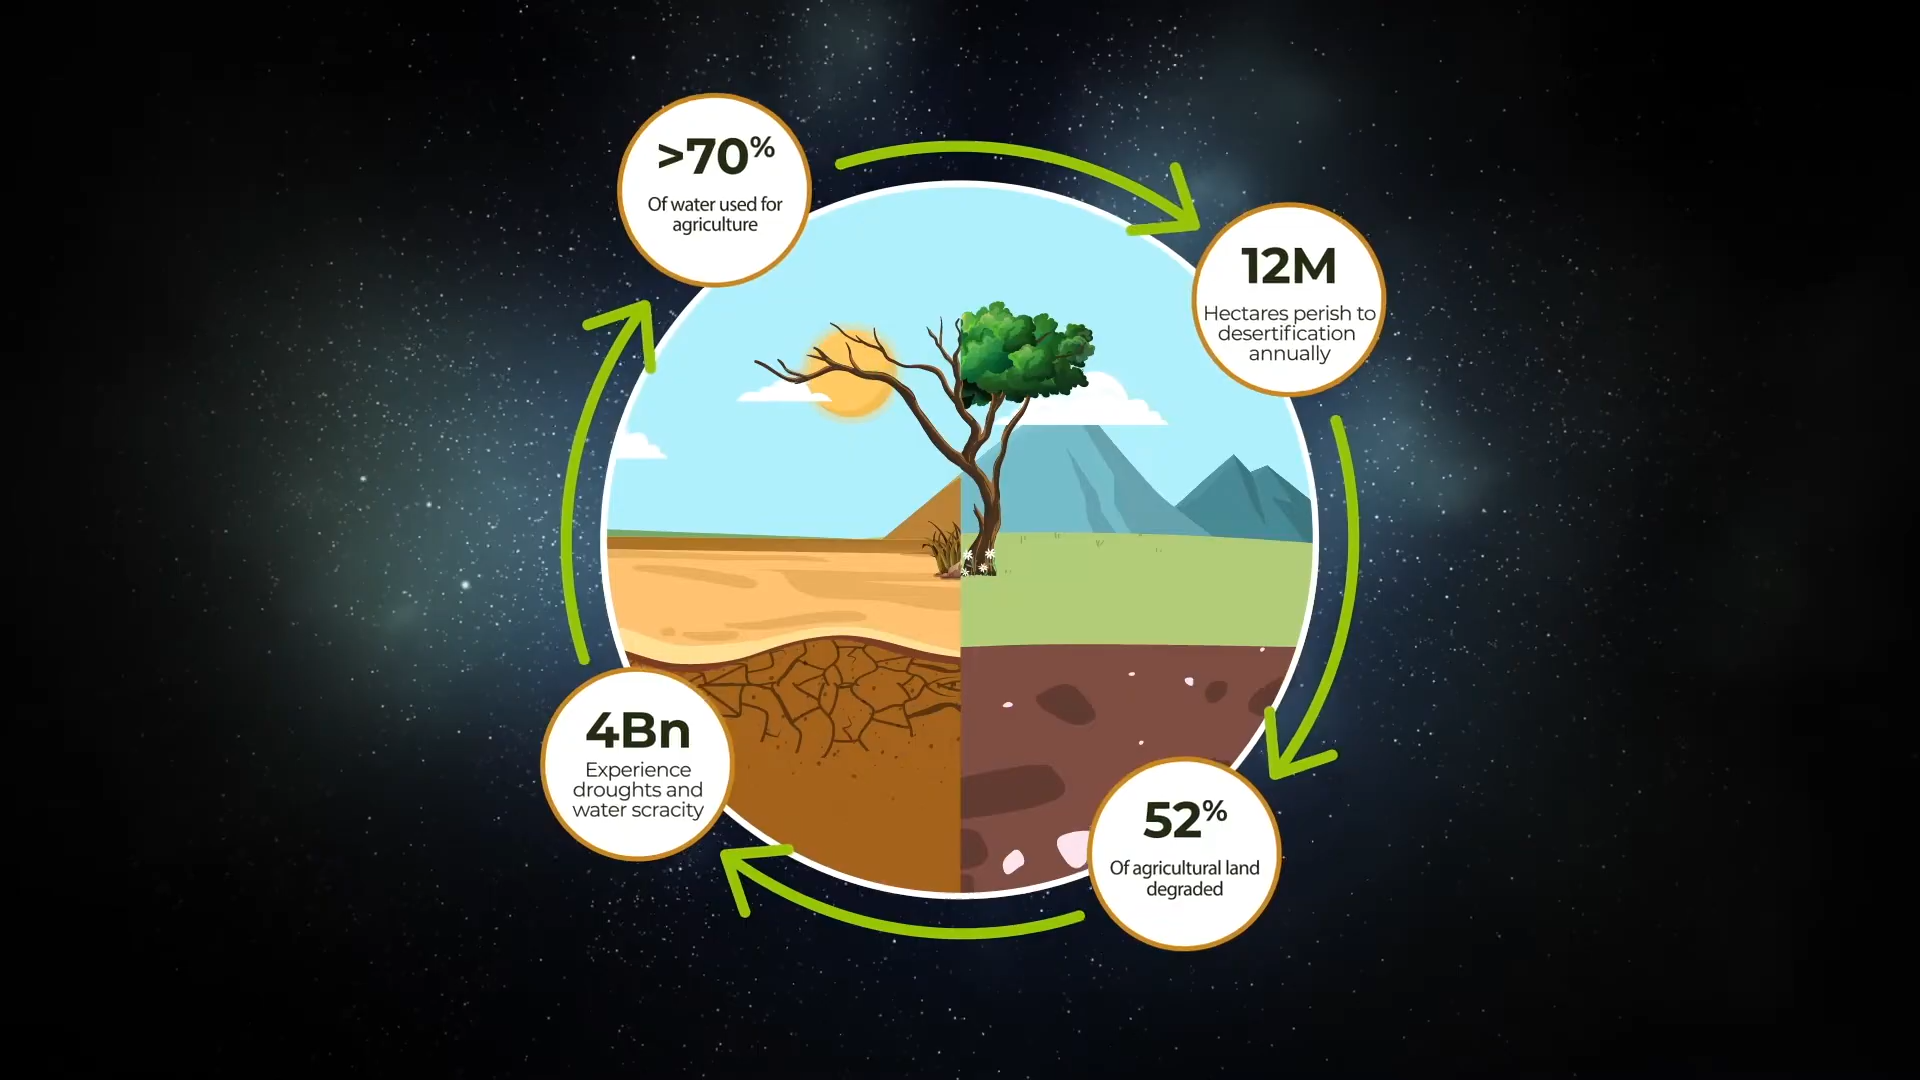 >70%
Of water used for
agriculture
12M
Hectares perish to
desertification
annually
52%
Of agricultural land
degraded
4Bn
Experience
droughts and
water scracity